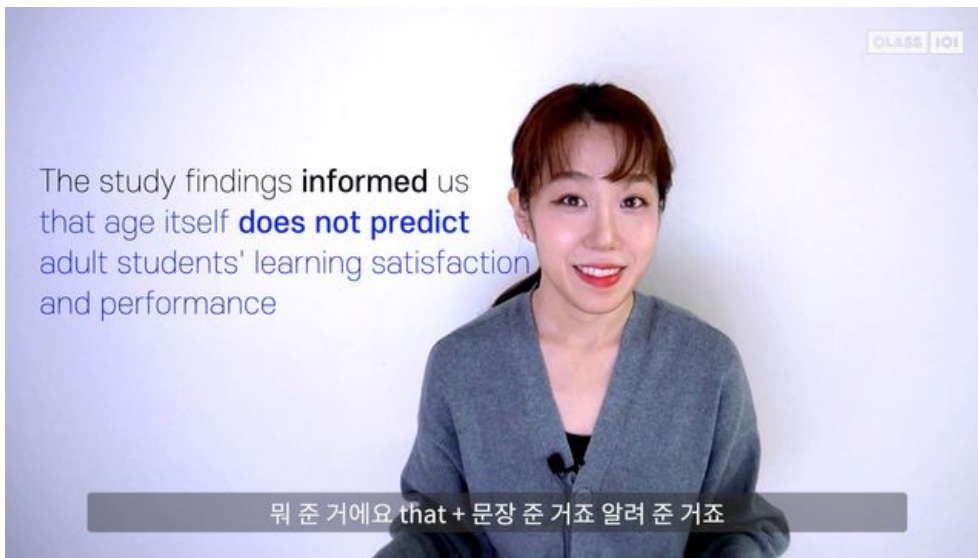 CLASS 101
The study findings informed us
that age itself does not predict
adult students' learning satisfaction
and performance
뭐 준 거에요 that + 문장 준 거죠 알려 준 거죠